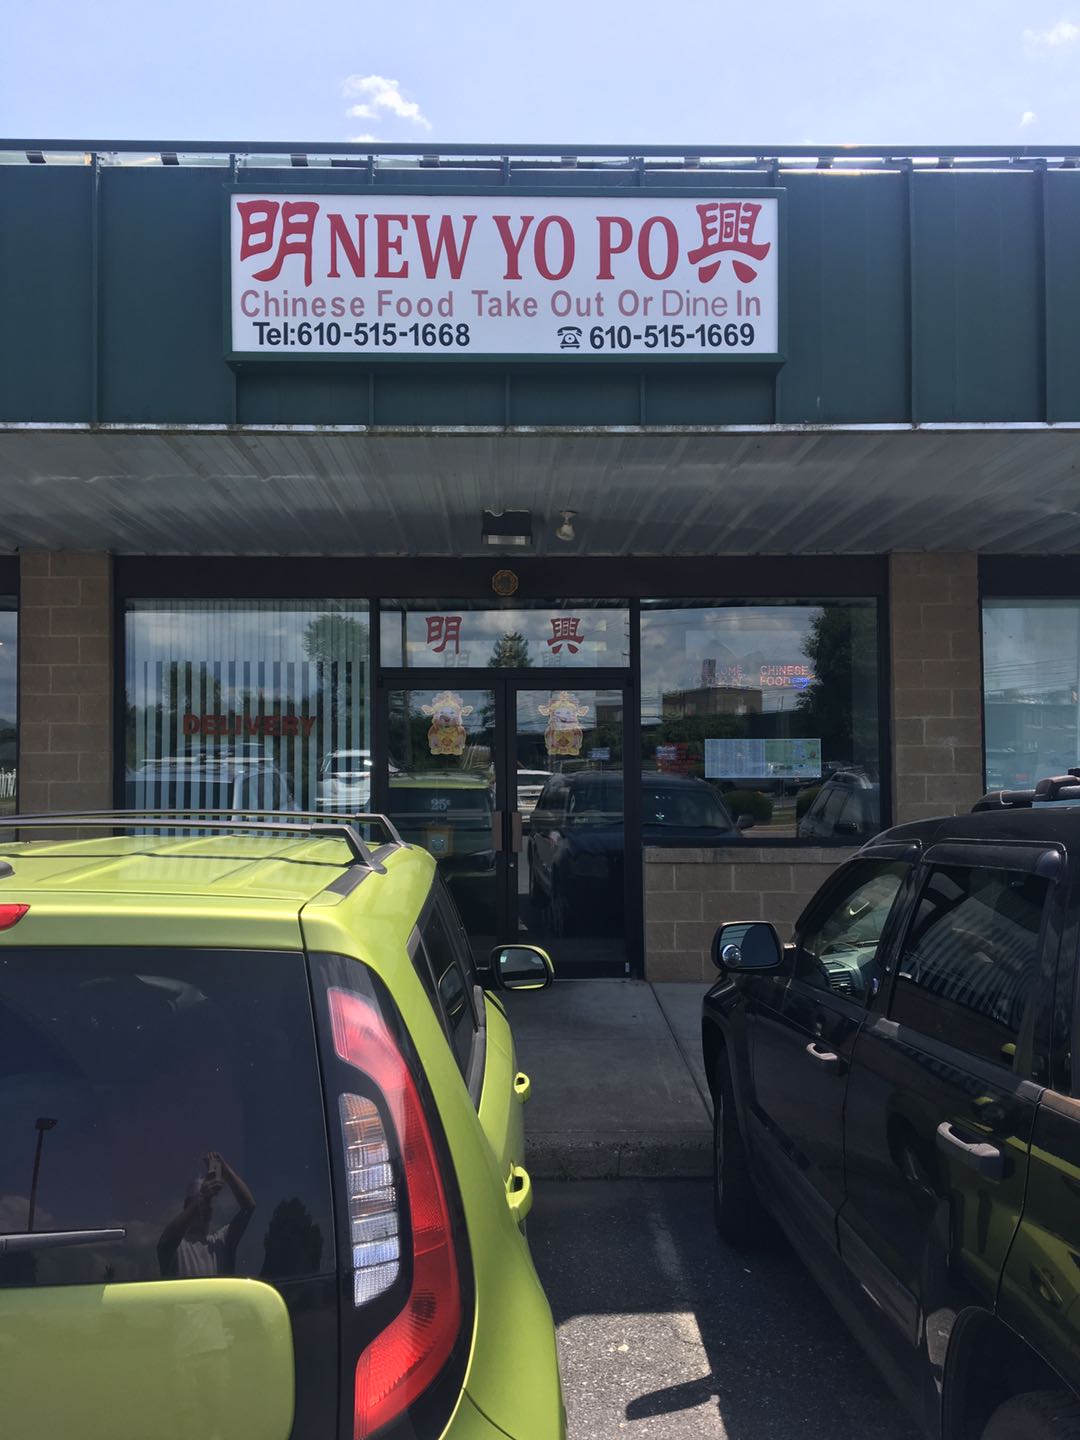 明 NEW YO PO 興
Chinese Food Take Out Or Dine In
Tel:610-515-1668 ☎ 610-515-1669
明 興
CHINESE
FOOD
DELIVERY